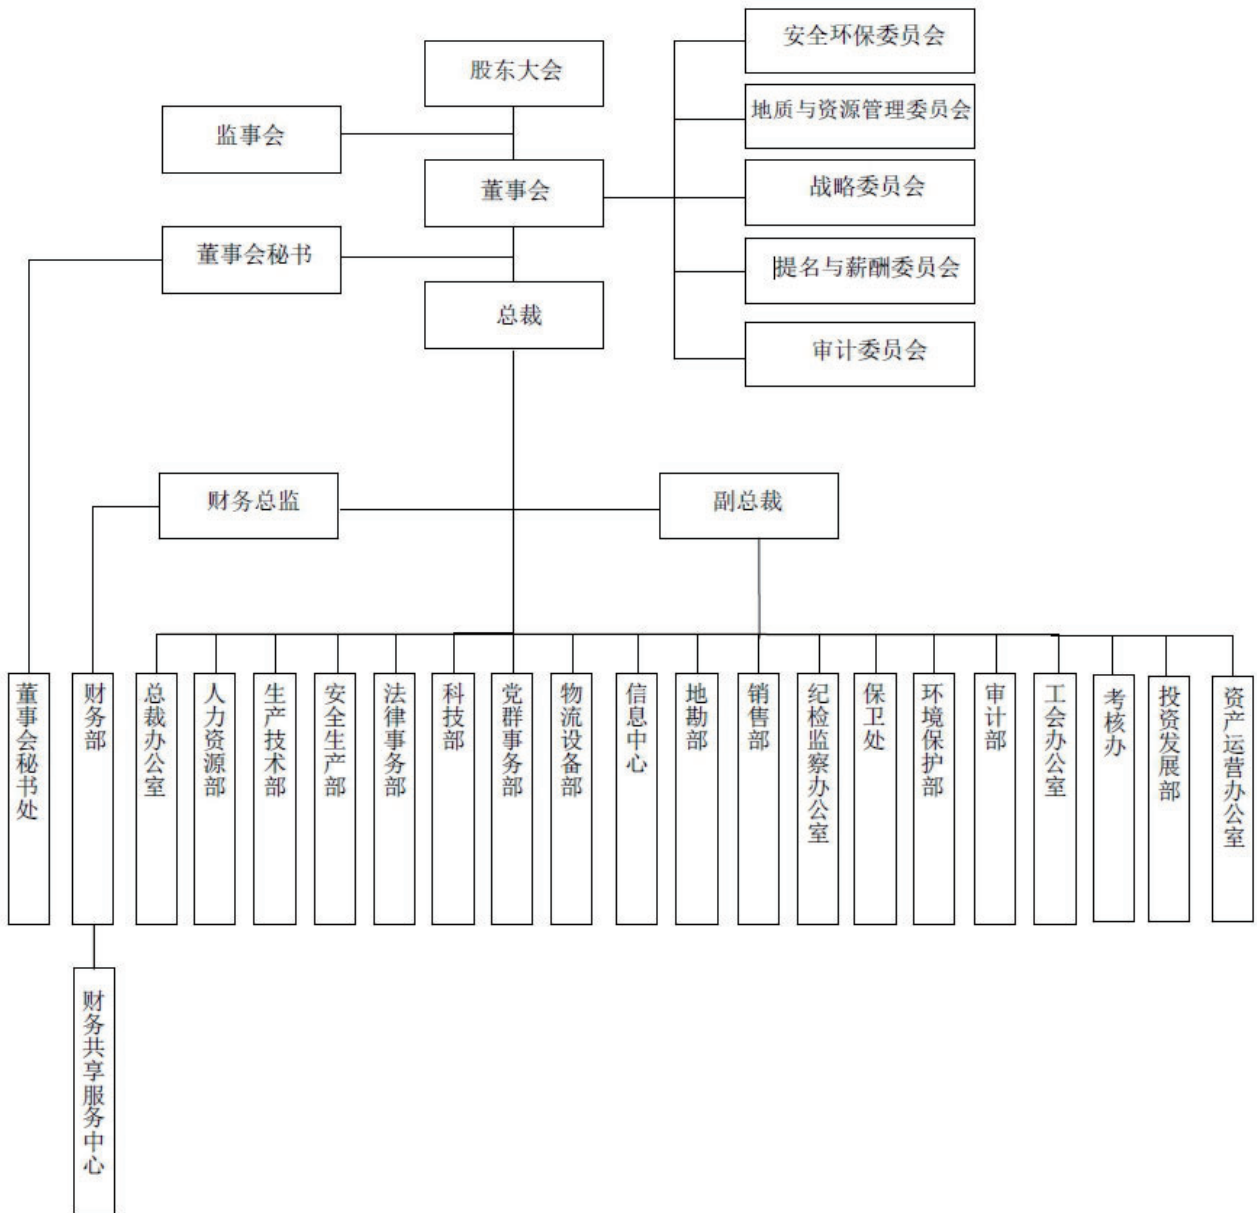 安全环保委员会
股东大会
地质与资源管理委员会
监事会
董事会
战略委员会
董事会秘书
提名与薪酬委员会
总裁
审计委员会
财务总监
副总裁
董事会秘书处
财务部
总裁办公室
人力资源部
生产技术部
安全生产部
法律事务部
科技部
党群事务部
物流设备部
信息中心
地勘部
销售部
纪检监察办公室
保卫处
环境保护部
审计部
工会办公室
考核办
投资发展部
资产运营办公室
财务共享服务中心